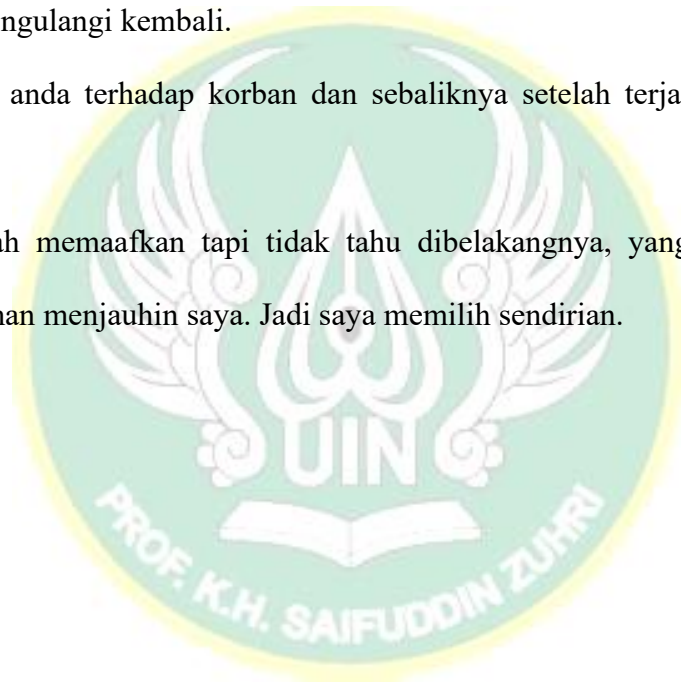 ngulangi kembali.
anda terhadap korban dan sebaliknya setelah terja
ah memaafkan tapi tidak tahu dibelakangnya, yang
nan menjauhin saya. Jadi saya memilih sendirian.
UIN
PROF. K.H. SAIFUDDIN ZUHRI